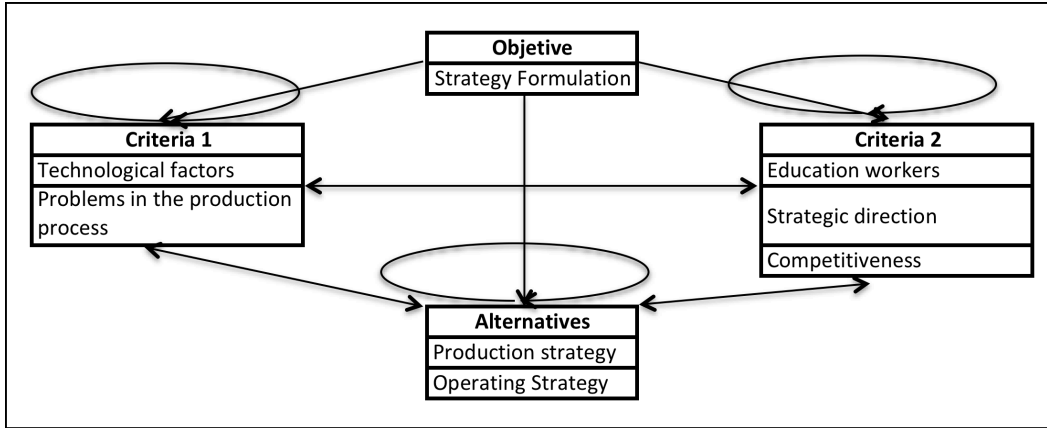 Objetive
Strategy Formulation
Criteria 1
Technological factors
Problems in the production
process
Criteria 2
Education workers
Strategic direction
Competitiveness
Alternatives
Production strategy
Operating Strategy